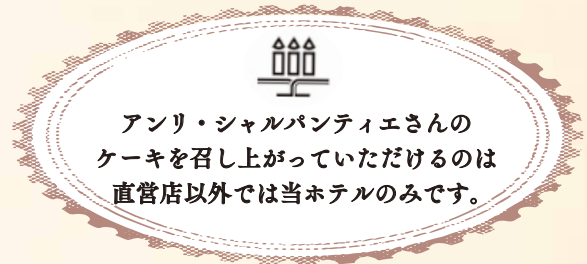 アンリ・シャルパンティエさんの
ケーキを召し上がっていただけるのは
直営店以外では当ホテルのみです。